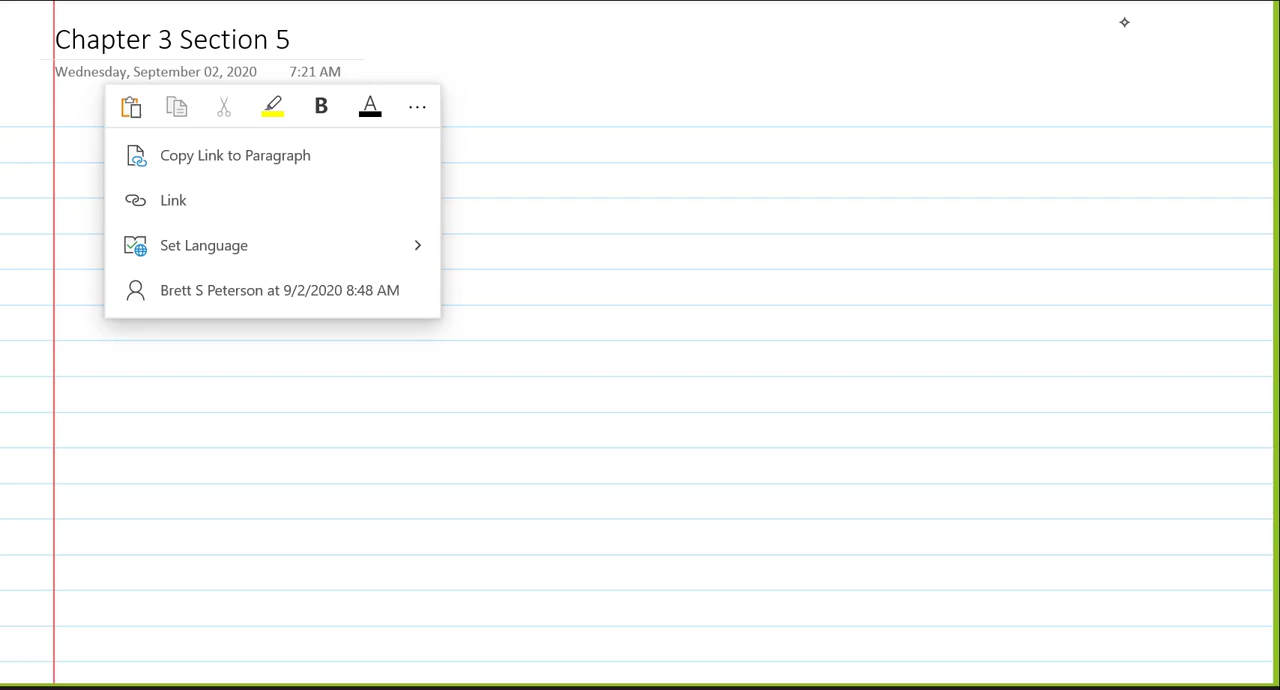 Chapter 3 Section 5
Wednesday, September 02, 2020 7:21 AM
B A ...
Copy Link to Paragraph
Link
Set Language
Brett S Peterson at 9/2/2020 8:48 AM